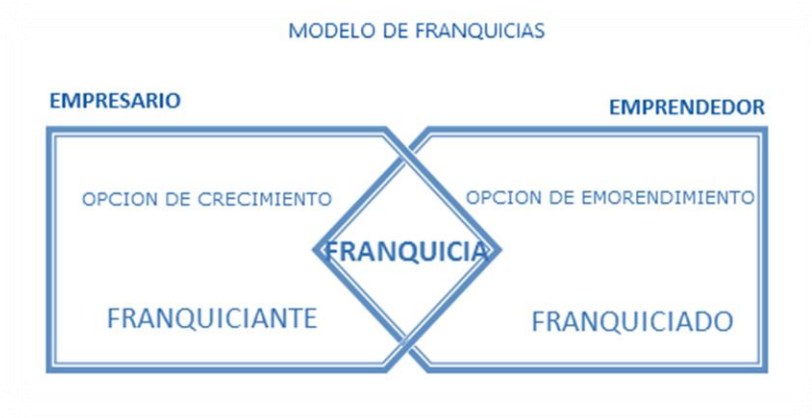 MODELO DE FRANQUICIAS
EMPRESARIO
EMPRENDEDOR
OPCION DE CRECIMIENTO
OPCION DE EMORENDIMIENTO
FRANQUICIA
FRANQUICIANTE
FRANQUICIADO